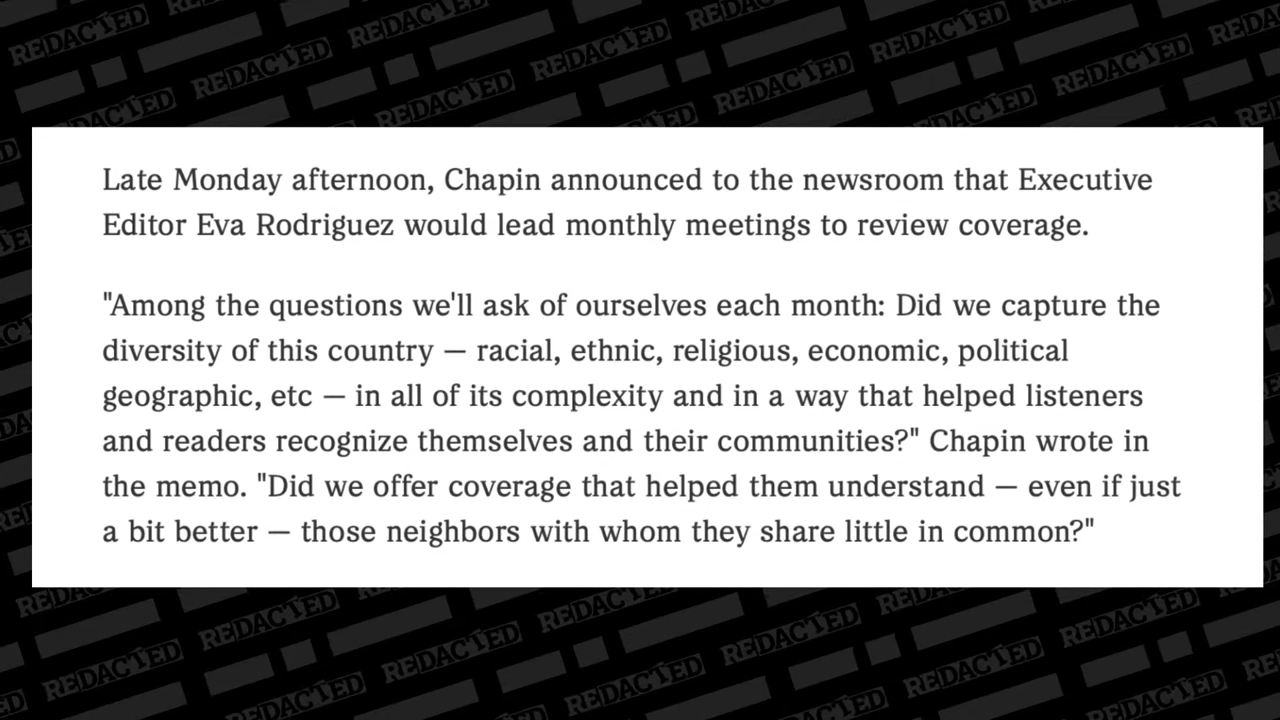 Late Monday afternoon, Chapin announced to the newsroom that Executive
Editor Eva Rodriguez would lead monthly meetings to review coverage.
"Among the questions we'll ask of ourselves each month: Did we capture the
diversity of this country — racial, ethnic, religious, economic, political
geographic, etc — in all of its complexity and in a way that helped listeners
and readers recognize themselves and their communities?" Chapin wrote in
the memo. "Did we offer coverage that helped them understand — even if just
a bit better — those neighbors with whom they share little in common?"